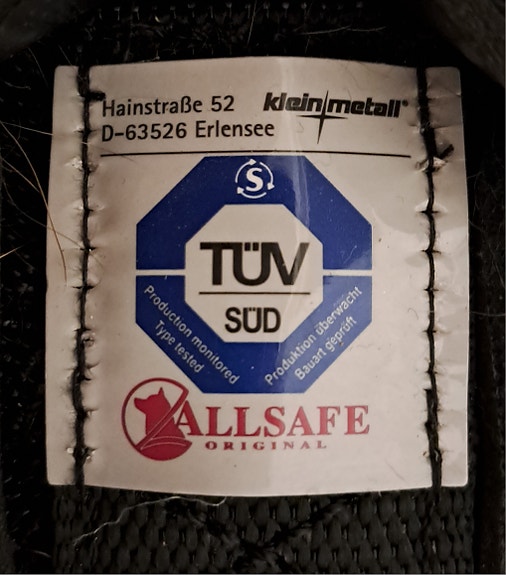 Hainstraße 52
kleinmetall®
D-63526 Erlensee
S
TÜV
SÜD
Production monitored
Type tested
Produktion überwacht
Bauart geprüft
ALLSAFE
ORIGINAL